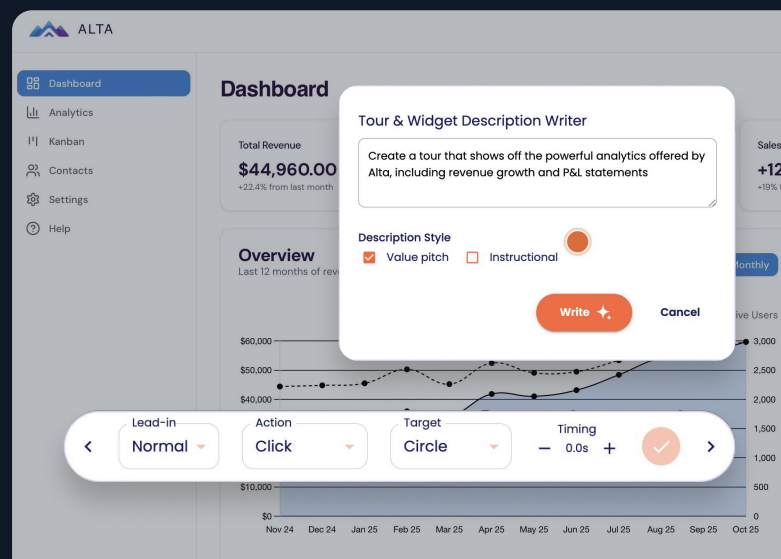 ALTA
Dashboard
Analytics
Kanban
Contacts
Settings
Help
Dashboard
Total Revenue
$44,960.00
+22.4% from last month
Sales
+12
+19%
Tour & Widget Description Writer
Create a tour that shows off the powerful analytics offered by
Alta, including revenue growth and P&L statements
Description Style
Value pitch
Instructional
Write
Cancel
Overview
Last 12 months of rev
Monthly
ive Users
$60,000
$50,000
$40,000
$10,000
$0
3,000
2,500
2,000
1,500
1,000
500
0
Lead-in
Normal
Action
Click
Target
Circle
Timing
0.0s
Nov 24 Dec 24 Jan 25 Feb 25 Mar 25 Apr 25 May 25 Jun 25 Jul 25 Aug 25 Sep 25 Oct 25